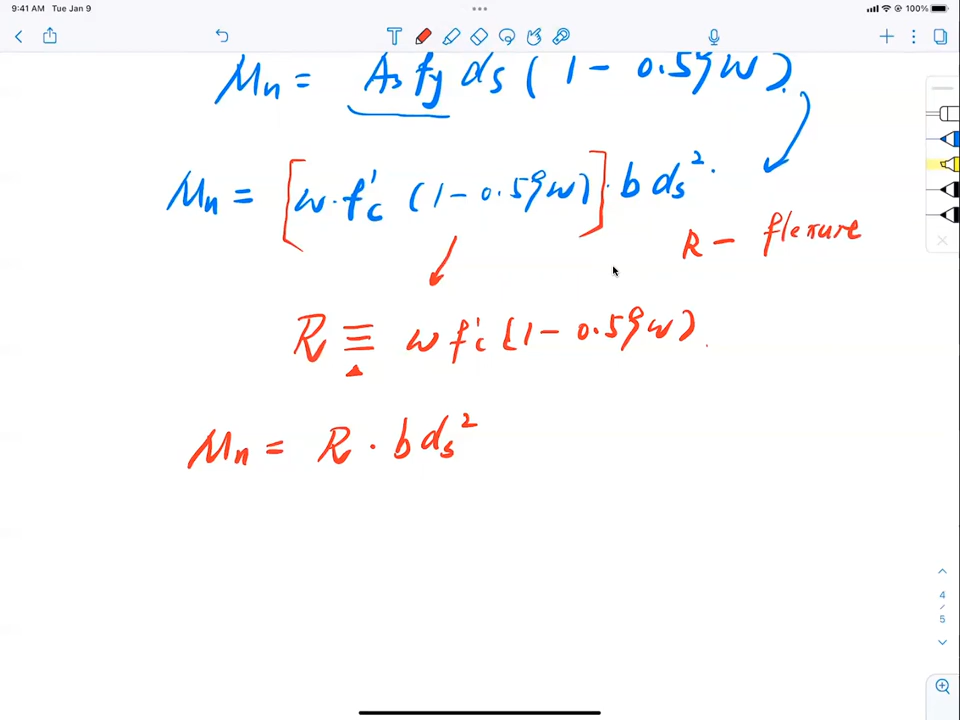 9:41 AM Tue Jan 9
100%
Mn = As fy ds ( 1 - 0.59w).
Mn = [w. f'c (1 - 0.59w)] . b ds².
R - flexure
R ≡ w f'c (1 - 0.59w).
Mn = R . b ds²
4
/
5